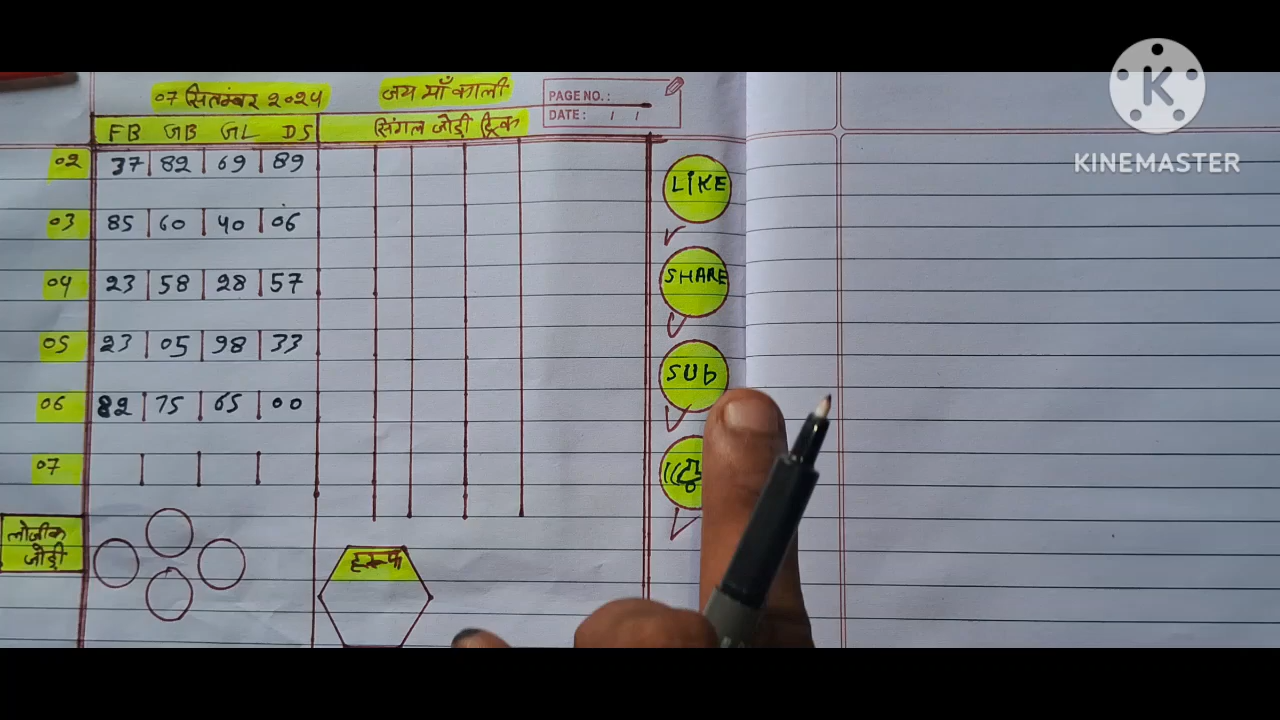 KINEMASTER
07 सितम्बर 2024 जय माँ काली
PAGE NO.:
DATE: / /
FB GB GL DS सिंगल जोड़ी ट्रिक
02 37 82 69 89
03 85 60 40 06
04 23 58 28 57
05 23 05 98 33
06 82 75 65 00
07
LIKE
SHARE
SUb
लोजीक
जोड़ी
हरूफ